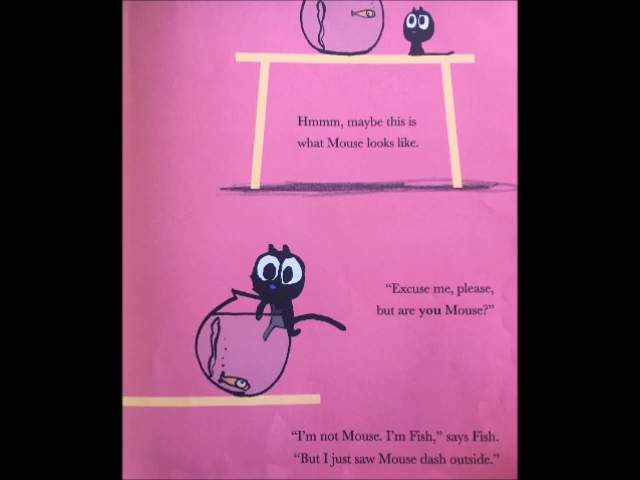 Hmmm, maybe this is
what Mouse looks like.
“Excuse me, please,
but are you Mouse?”
“I’m not Mouse. I’m Fish,” says Fish.
“But I just saw Mouse dash outside.”